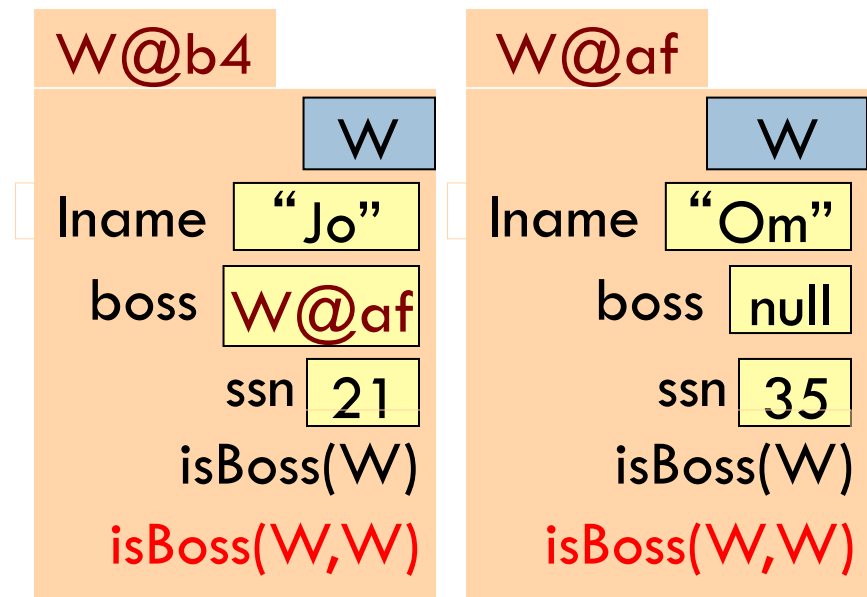 W@b4
W
lname “Jo”
boss W@af
ssn 21
isBoss(W)
isBoss(W,W)
W@af
W
lname “Om”
boss null
ssn 35
isBoss(W)
isBoss(W,W)